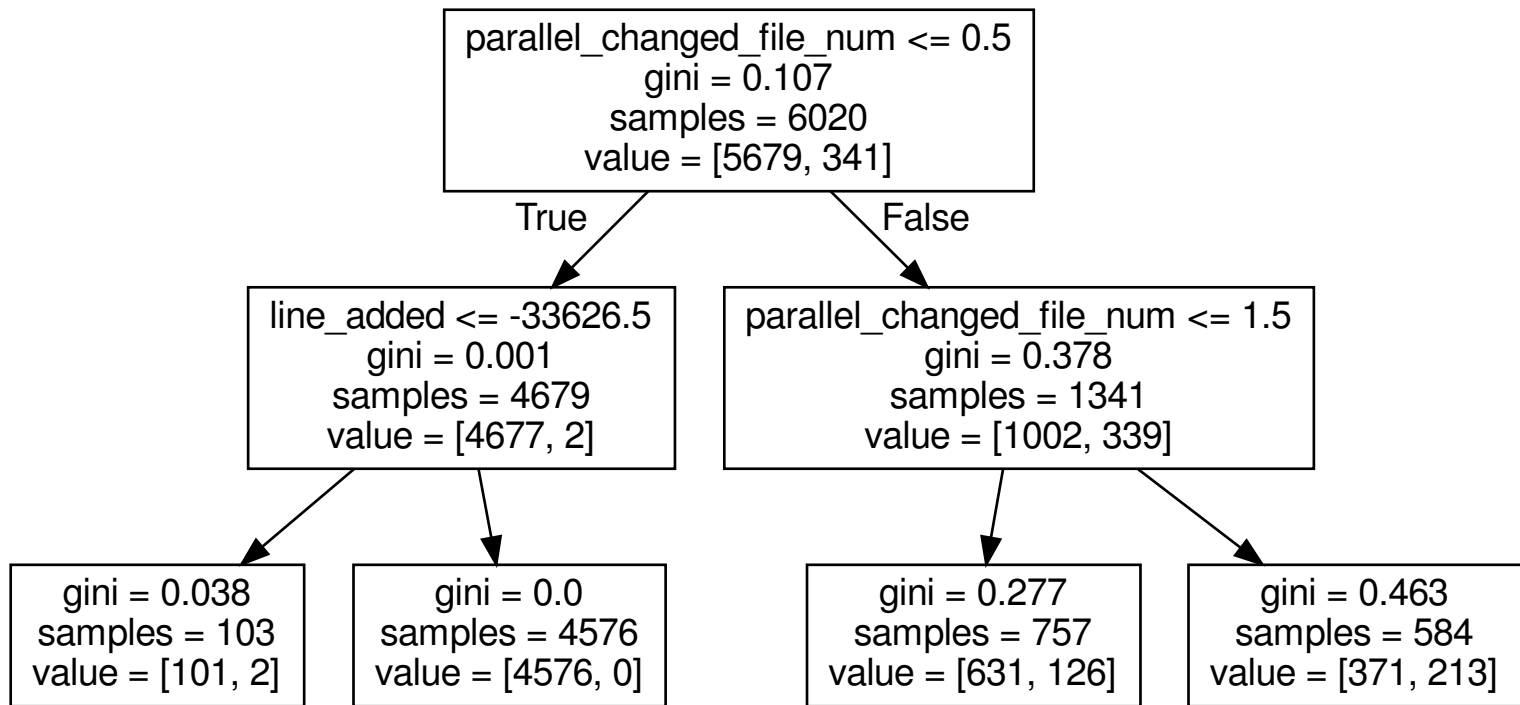 parallel_changed_file_num <= 0.5
gini = 0.107
samples = 6020
value = [5679, 341]
True
False
line_added <= -33626.5
gini = 0.001
samples = 4679
value = [4677, 2]
parallel_changed_file_num <= 1.5
gini = 0.378
samples = 1341
value = [1002, 339]
gini = 0.038
samples = 103
value = [101, 2]
gini = 0.0
samples = 4576
value = [4576, 0]
gini = 0.277
samples = 757
value = [631, 126]
gini = 0.463
samples = 584
value = [371, 213]